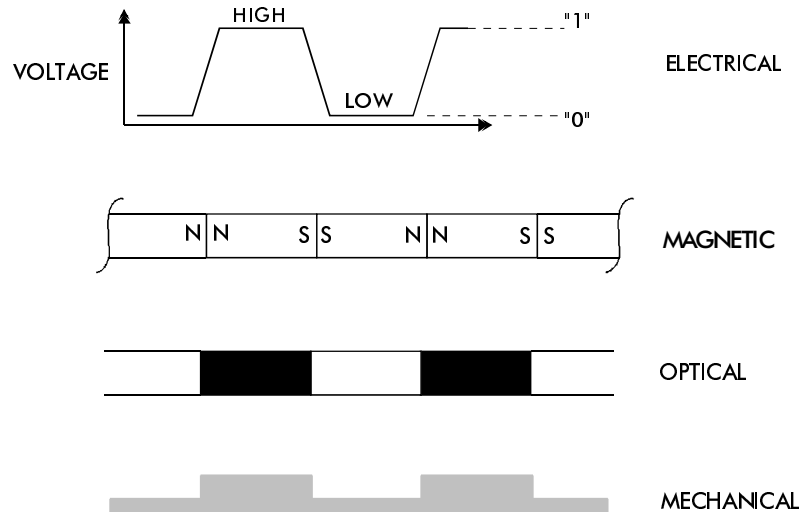 HIGH
"1"
VOLTAGE
ELECTRICAL
LOW
"0"
N N S S N N S S
MAGNETIC
OPTICAL
MECHANICAL